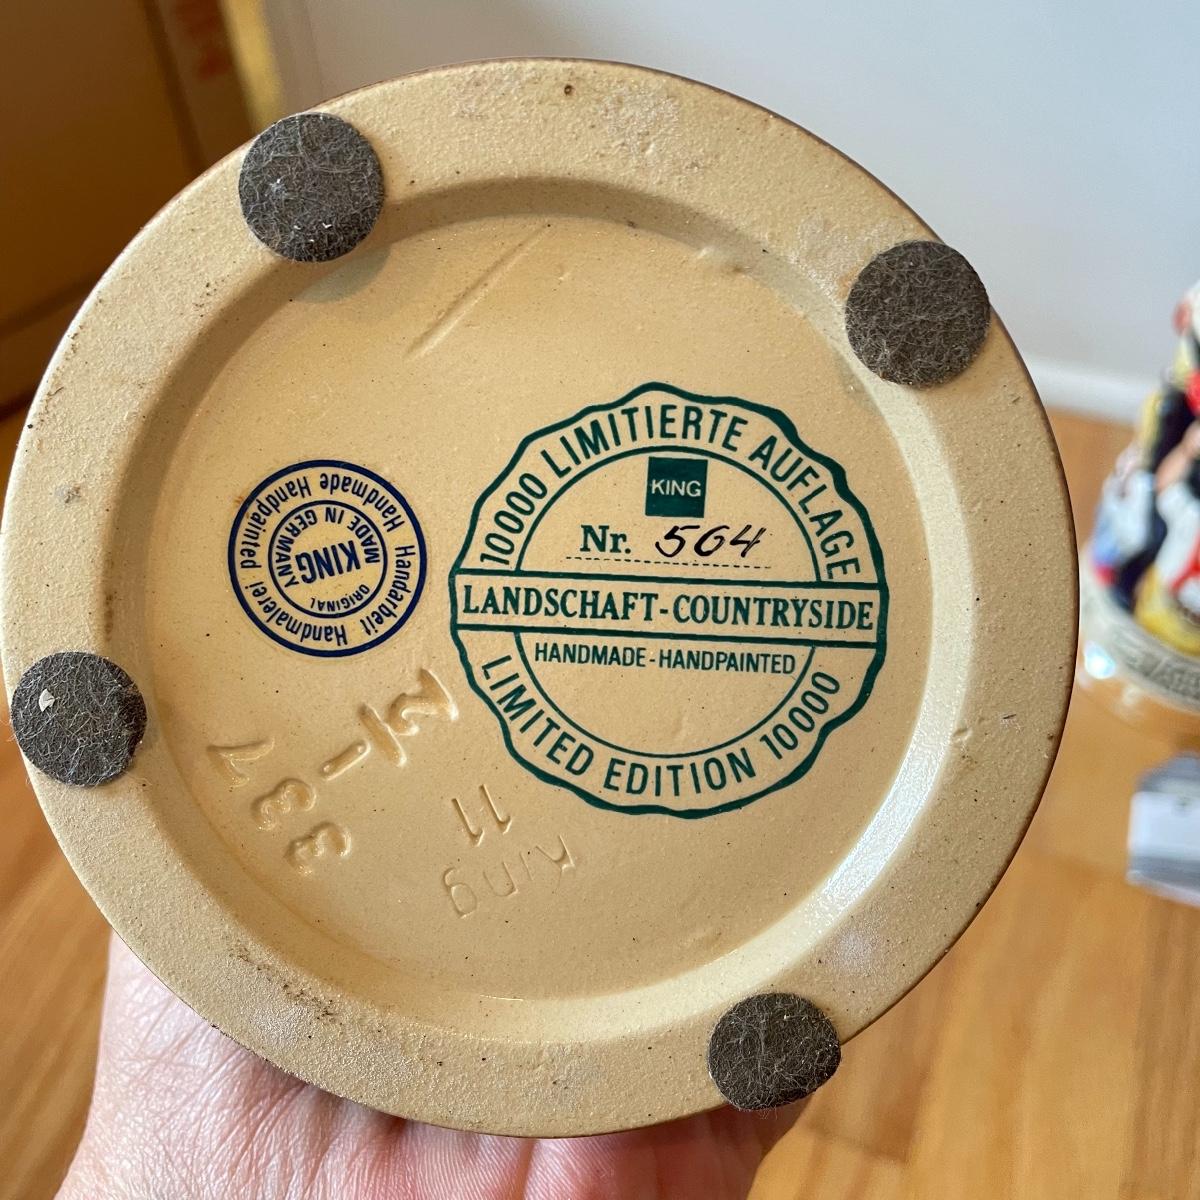 10000 LIMITIERTE AUFLAGE
KING
Nr. 564
LANDSCHAFT-COUNTRYSIDE
HANDMADE-HANDPAINTED
LIMITED EDITION 10000
Handarbeit Handmalerei
Handmade Handpainted
ORIGINAL
KING
MADE IN GERMANY
337
11
King